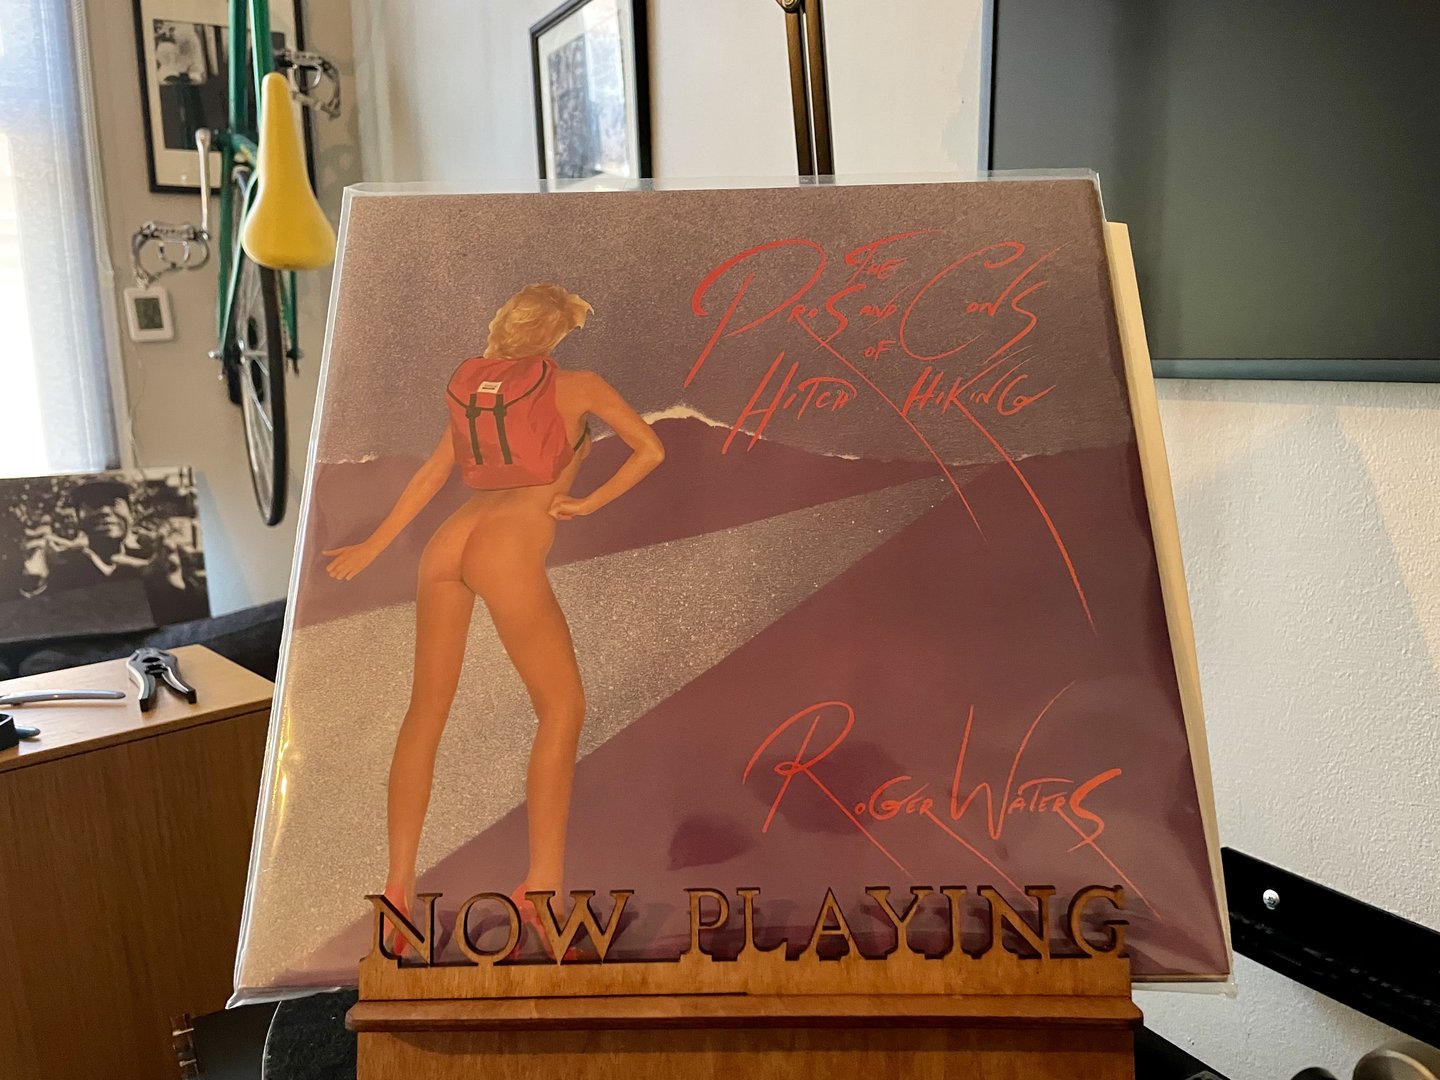 THE
PROS AND CONS
OF
HITCH HIKING
ROGER WATERS
NOW PLAYING